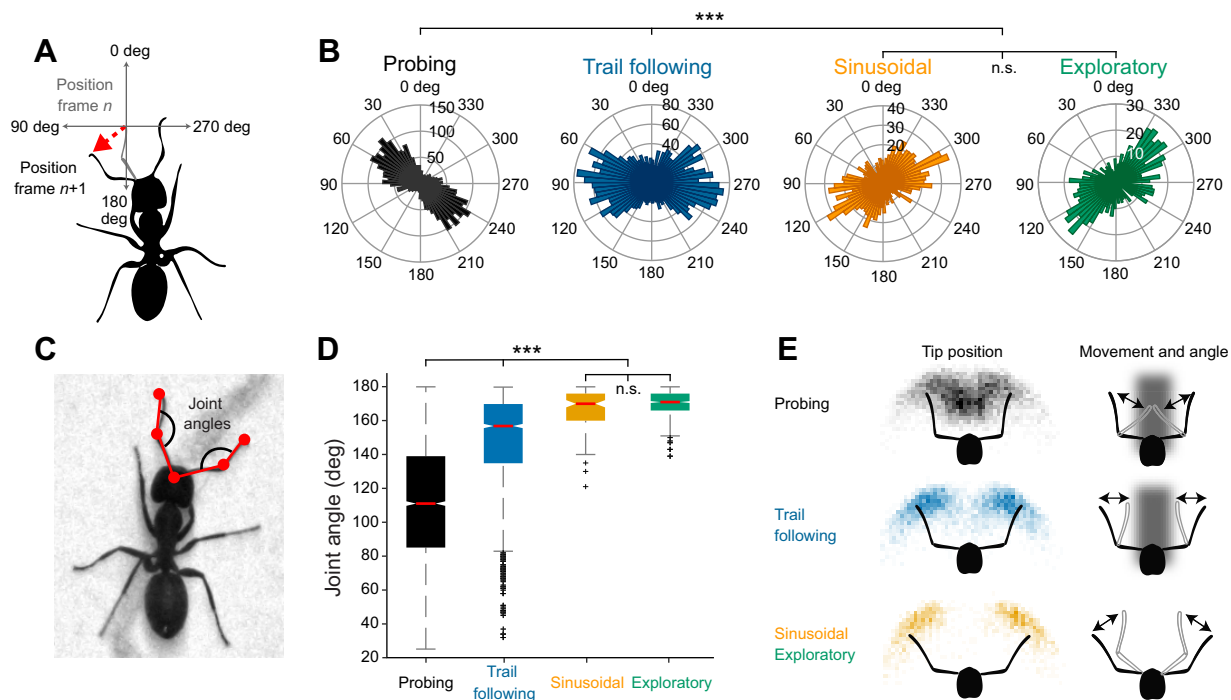 A
0 deg
Position
frame n
90 deg
270 deg
Position
frame n+1
180
deg
B
***
n.s.
Probing
0 deg
30
330
150
100
50
60
300
90
270
120
240
150
210
180
Trail following
0 deg
30
330
80
60
40
60
300
90
270
120
240
150
210
180
Sinusoidal
0 deg
30
330
40
30
20
60
300
90
270
120
240
150
210
180
Exploratory
0 deg
30
330
30
20
10
60
300
90
270
120
240
150
210
180
C
Joint
angles
D
***
n.s.
Joint angle (deg)
180
160
140
120
100
80
60
40
20
Probing
Trail
following
Sinusoidal
Exploratory
E
Tip position
Movement and angle
Probing
Trail
following
Sinusoidal
Exploratory